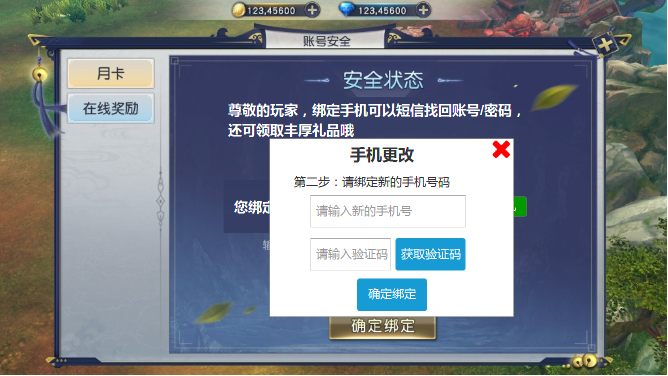 123,45600
123,45600
账号安全
月卡
在线奖励
安全状态
尊敬的玩家，绑定手机可以短信找回账号/密码，
还可领取丰厚礼品哦
手机更改
第二步：请绑定新的手机号码
您绑定
请输入新的手机号
请输入验证码
获取验证码
确定绑定
确定绑定